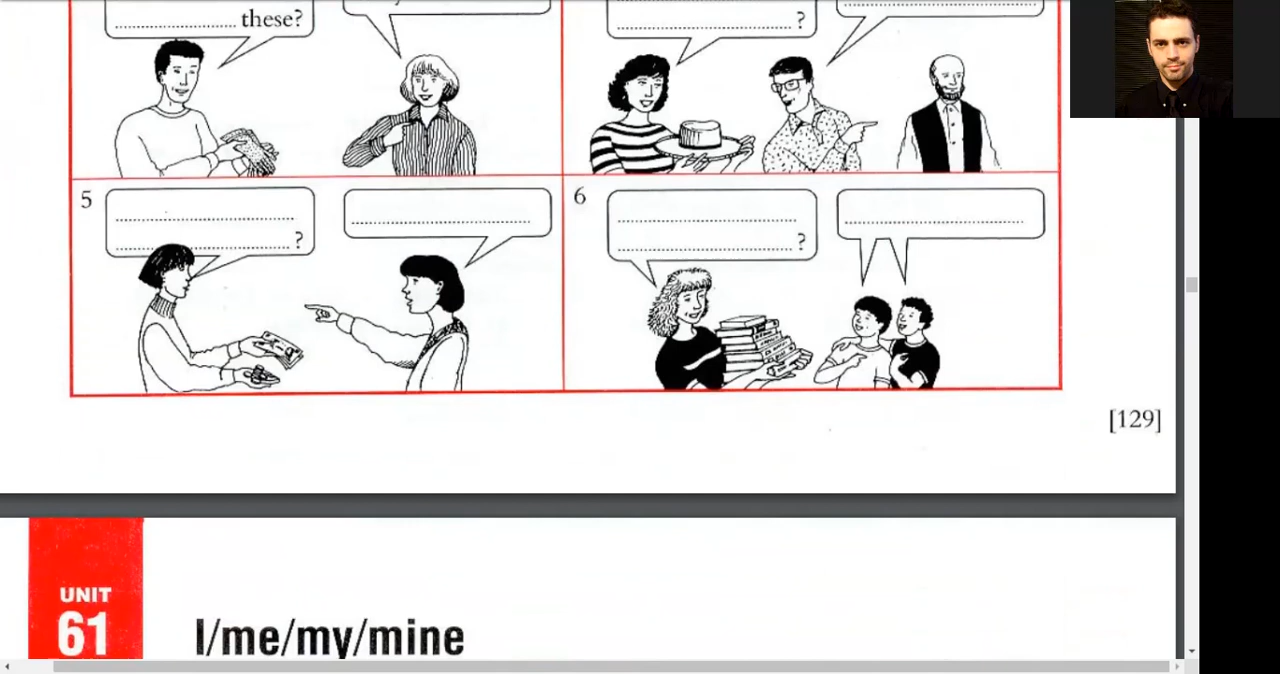 these?
?
5
?
6
?
[129]
UNIT
61
I/me/my/mine